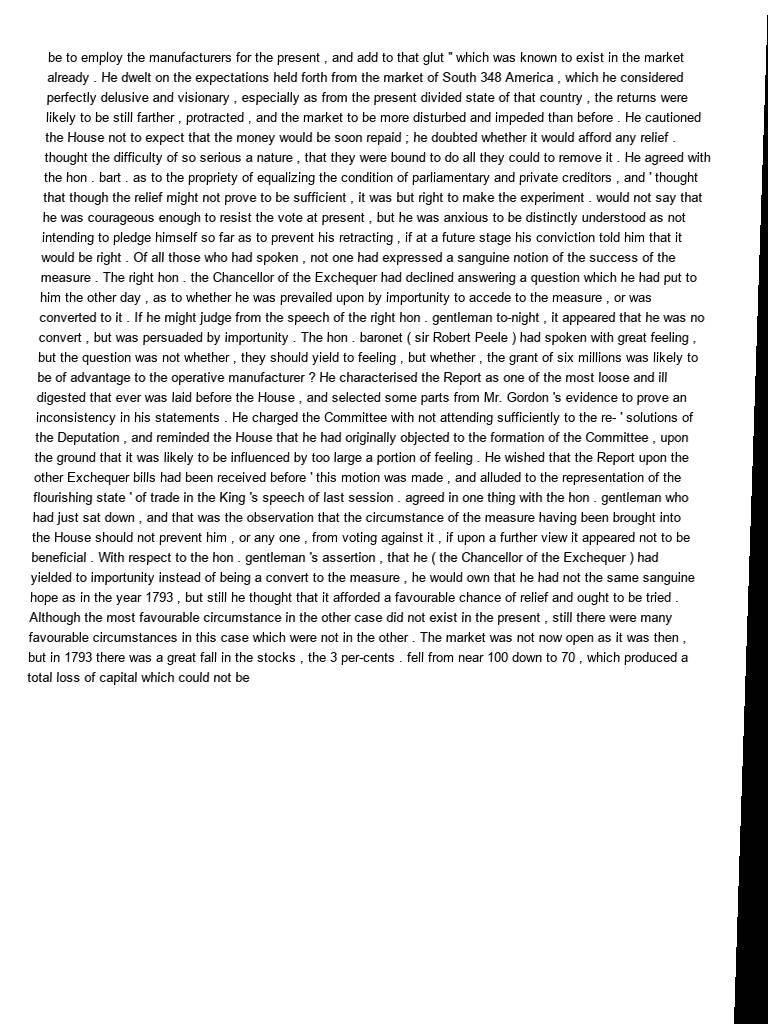 be to employ the manufacturers for the present , and add to that glut " which was known to exist in the market
already . He dwelt on the expectations held forth from the market of South 348 America , which he considered
perfectly delusive and visionary , especially as from the present divided state of that country , the returns were
likely to be still farther , protracted , and the market to be more disturbed and impeded than before . He cautioned
the House not to expect that the money would be soon repaid ; he doubted whether it would afford any relief .
thought the difficulty of so serious a nature , that they were bound to do all they could to remove it . He agreed with
the hon . bart . as to the propriety of equalizing the condition of parliamentary and private creditors , and ' thought
that though the relief might not prove to be sufficient , it was but right to make the experiment . would not say that
he was courageous enough to resist the vote at present , but he was anxious to be distinctly understood as not
intending to pledge himself so far as to prevent his retracting , if at a future stage his conviction told him that it
would be right . Of all those who had spoken , not one had expressed a sanguine notion of the success of the
measure . The right hon . the Chancellor of the Exchequer had declined answering a question which he had put to
him the other day , as to whether he was prevailed upon by importunity to accede to the measure , or was
converted to it . If he might judge from the speech of the right hon . gentleman to-night , it appeared that he was no
convert , but was persuaded by importunity . The hon . baronet ( sir Robert Peele ) had spoken with great feeling ,
but the question was not whether , they should yield to feeling , but whether , the grant of six millions was likely to
be of advantage to the operative manufacturer ? He characterised the Report as one of the most loose and ill
digested that ever was laid before the House , and selected some parts from Mr. Gordon 's evidence to prove an
inconsistency in his statements . He charged the Committee with not attending sufficiently to the re- ' solutions of
the Deputation , and reminded the House that he had originally objected to the formation of the Committee , upon
the ground that it was likely to be influenced by too large a portion of feeling . He wished that the Report upon the
other Exchequer bills had been received before ' this motion was made , and alluded to the representation of the
flourishing state ' of trade in the King 's speech of last session . agreed in one thing with the hon . gentleman who
had just sat down , and that was the observation that the circumstance of the measure having been brought into
the House should not prevent him , or any one , from voting against it , if upon a further view it appeared not to be
beneficial . With respect to the hon . gentleman 's assertion , that he ( the Chancellor of the Exchequer ) had
yielded to importunity instead of being a convert to the measure , he would own that he had not the same sanguine
hope as in the year 1793 , but still he thought that it afforded a favourable chance of relief and ought to be tried .
Although the most favourable circumstance in the other case did not exist in the present , still there were many
favourable circumstances in this case which were not in the other . The market was not now open as it was then ,
but in 1793 there was a great fall in the stocks , the 3 per-cents . fell from near 100 down to 70 , which produced a
total loss of capital which could not be